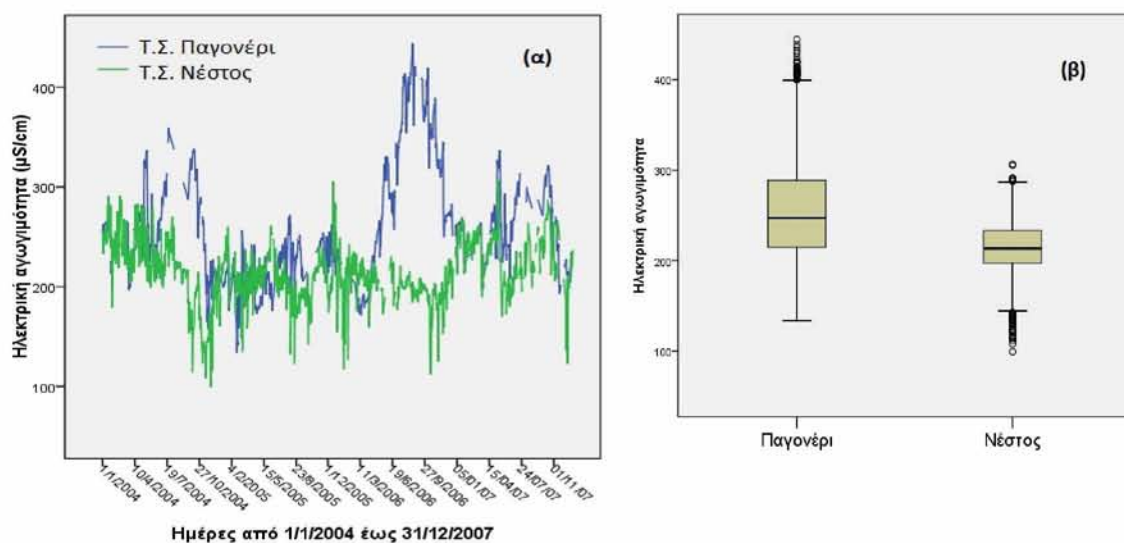 Τ.Σ. Παγονέρι
Τ.Σ. Νέστος
(α)
Ηλεκτρική αγωγιμότητα (μS/cm)
400
300
200
100
1/1/2004
10/4/2004
19/7/2004
27/10/2004
4/2/2005
15/5/2005
23/8/2005
1/12/2005
11/3/2006
19/6/2006
27/9/2006
05/01/07
15/04/07
24/07/07
01/11/07
Ημέρες από 1/1/2004 έως 31/12/2007
(β)
Ηλεκτρική αγωγιμότητα
400
300
200
100
Παγονέρι
Νέστος